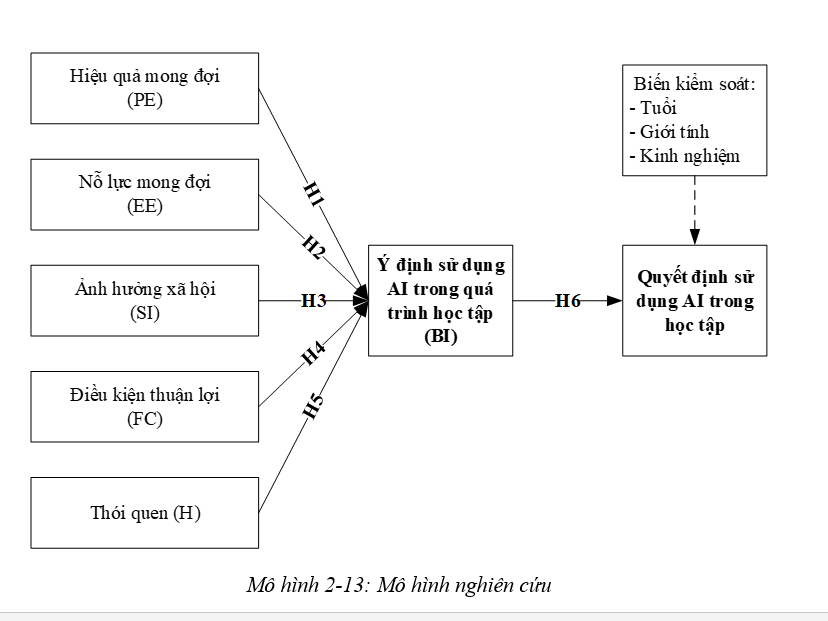 Hiệu quả mong đợi
(PE)
Nỗ lực mong đợi
(EE)
Ảnh hưởng xã hội
(SI)
Điều kiện thuận lợi
(FC)
Thói quen (H)
H1
H2
H3
H4
H5
Ý định sử dụng
AI trong quá
trình học tập
(BI)
H6
Biến kiểm soát:
- Tuổi
- Giới tính
- Kinh nghiệm
Quyết định sử
dụng AI trong
học tập
Mô hình 2-13: Mô hình nghiên cứu